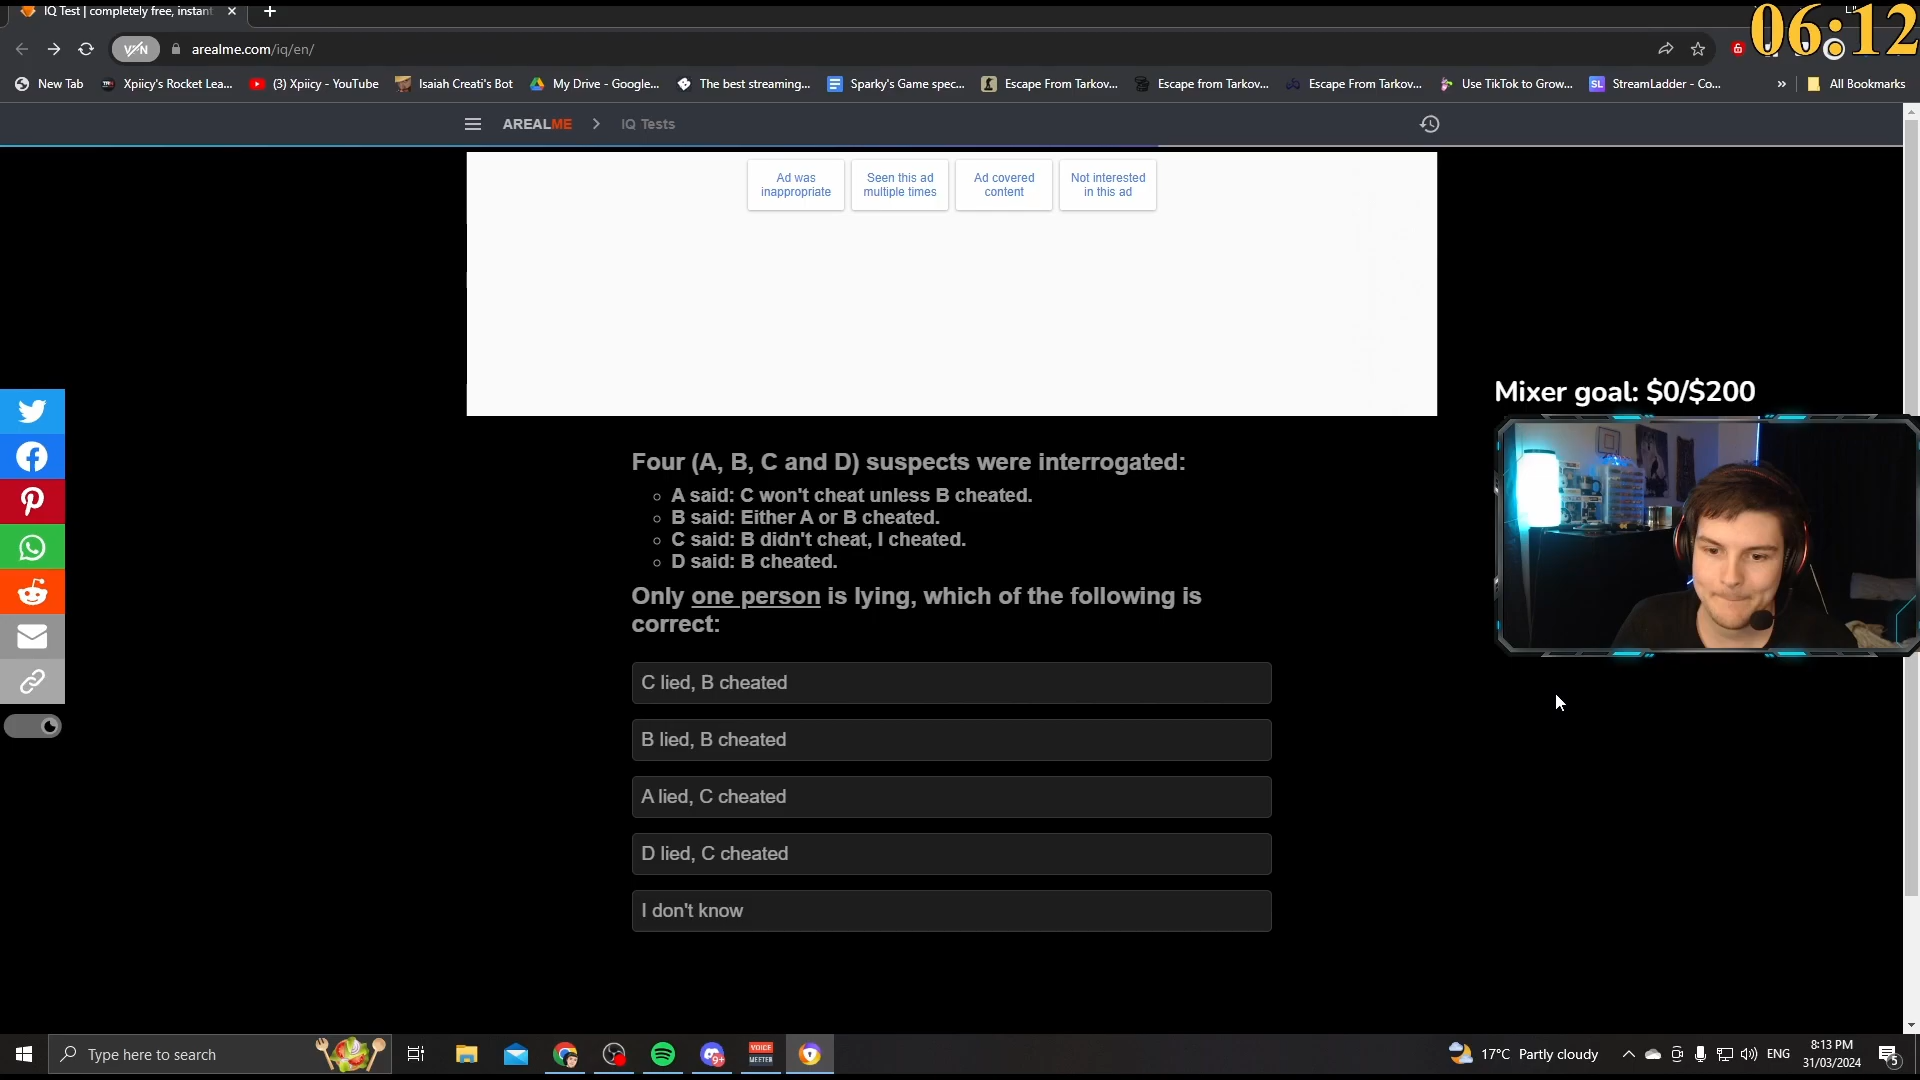 IQ Test | completely free, instant
06:12
VPN
arealme.com/iq/en/
New Tab
Xpiicy's Rocket Lea...
(3) Xpiicy - YouTube
Isaiah Creati's Bot
My Drive - Google...
The best streaming...
Sparky's Game spec...
Escape From Tarkov...
Escape from Tarkov...
Escape From Tarkov...
Use TikTok to Grow...
SL
StreamLadder - Co...
»
All Bookmarks
AREALME > IQ Tests
Ad was
inappropriate
Seen this ad
multiple times
Ad covered
content
Not interested
in this ad
Mixer goal: $0/$200
Four (A, B, C and D) suspects were interrogated:
A said: C won't cheat unless B cheated.
B said: Either A or B cheated.
C said: B didn't cheat, I cheated.
D said: B cheated.
Only one person is lying, which of the following is
correct:
C lied, B cheated
B lied, B cheated
A lied, C cheated
D lied, C cheated
I don't know
Type here to search
9+
VOICE
MEETER
17°C Partly cloudy
ENG
8:13 PM
31/03/2024
5